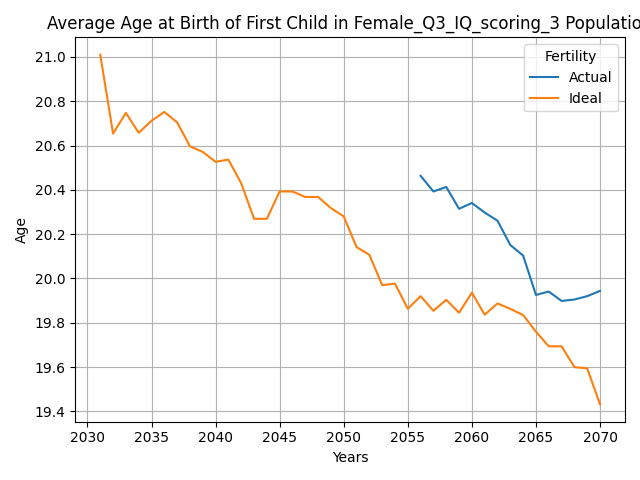 Average Age at Birth of First Child in Female_Q3_IQ_scoring_3 Populatio
Fertility
Actual
Ideal
21.0
20.8
20.6
20.4
20.2
20.0
19.8
19.6
19.4
Age
2030 2035 2040 2045 2050 2055 2060 2065 2070
Years